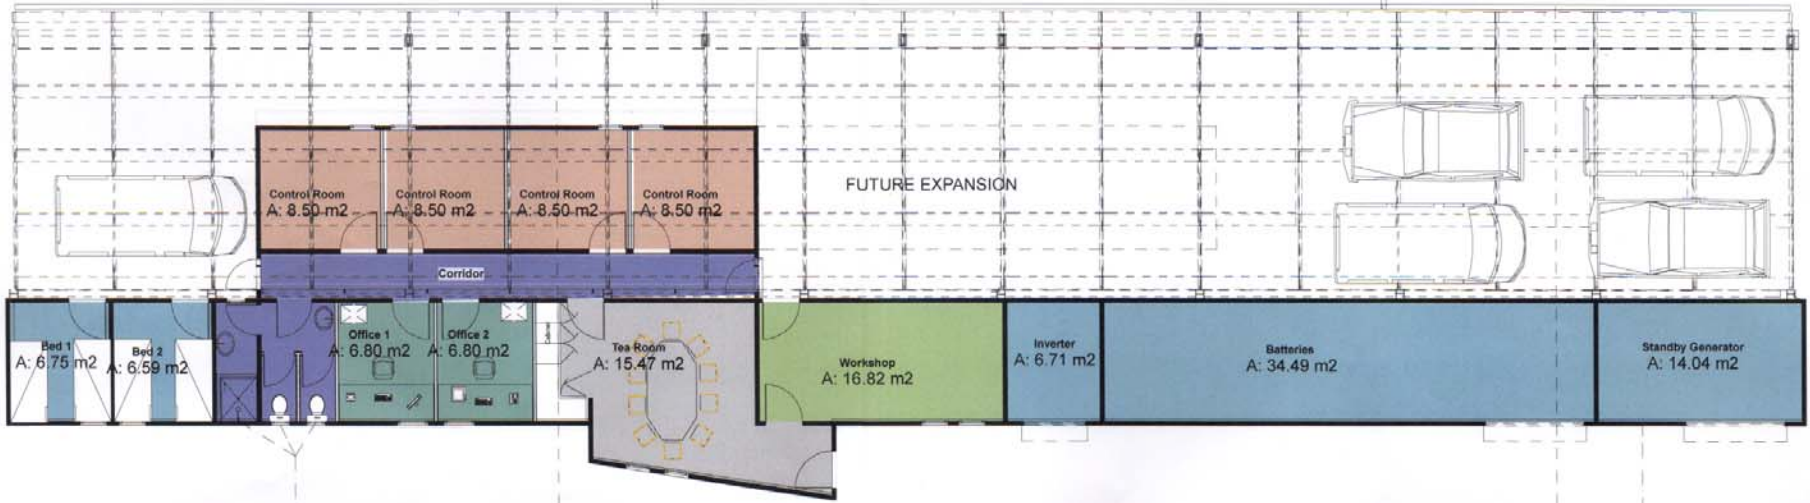 Control Room
A: 8.50 m2
Control Room
A: 8.50 m2
Control Room
A: 8.50 m2
Control Room
A: 8.50 m2
FUTURE EXPANSION
Corridor
Bed 1
A: 6.75 m2
Bed 2
A: 6.59 m2
Office 1
A: 6.80 m2
Office 2
A: 6.80 m2
Tea Room
A: 15.47 m2
Workshop
A: 16.82 m2
Inverter
A: 6.71 m2
Batteries
A: 34.49 m2
Standby Generator
A: 14.04 m2